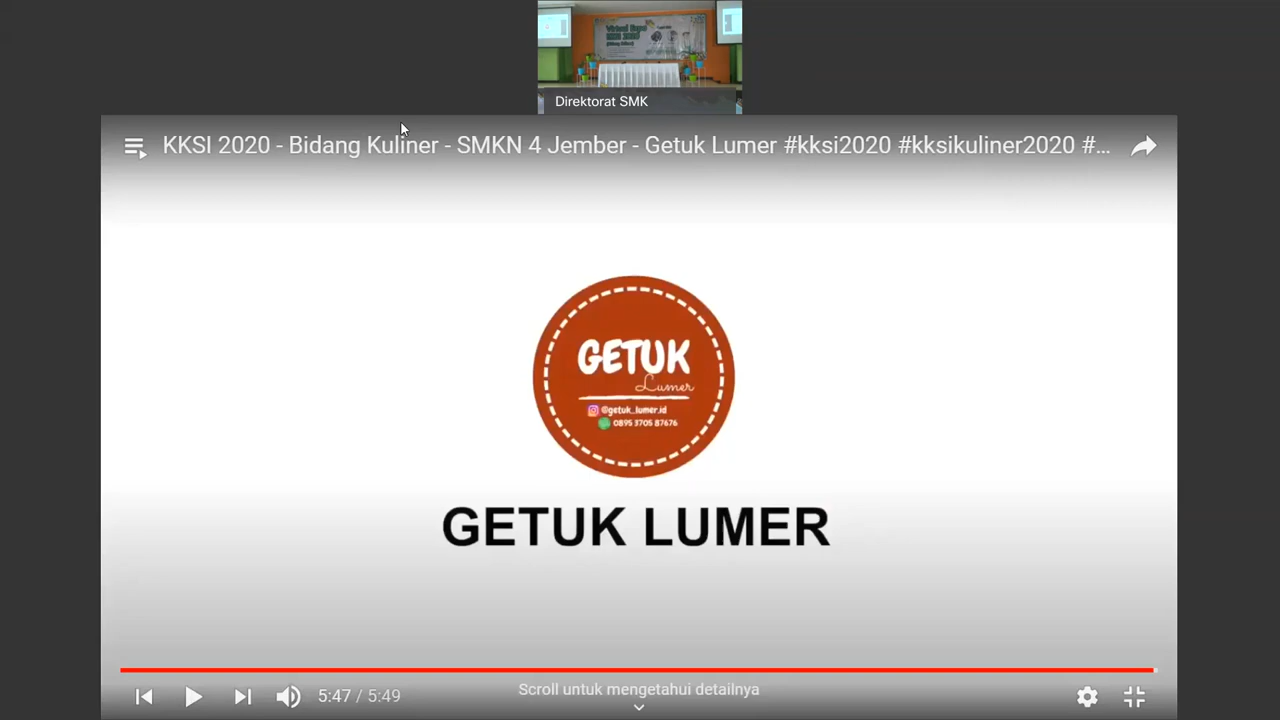 Direktorat SMK
KKSI 2020 - Bidang Kuliner - SMKN 4 Jember - Getuk Lumer #kksi2020 #kksikuliner2020 #...
GETUK
Lumer
@getuk_lumer.id
0895 3705 87676
GETUK LUMER
5:47 / 5:49
Scroll untuk mengetahui detailnya